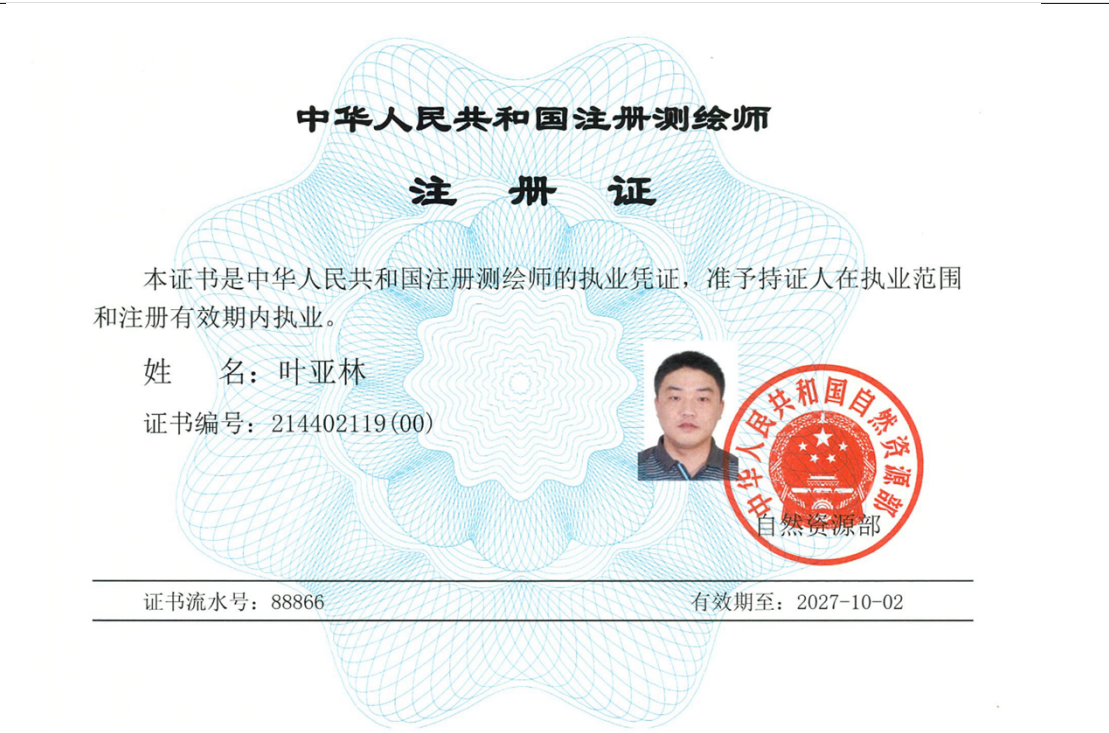 中华人民共和国注册测绘师
注 册 证
本证书是中华人民共和国注册测绘师的执业凭证，准予持证人在执业范围
和注册有效期内执业。
姓 名：叶亚林
证书编号：214402119(00)
中华人民共和国自然资源部
自然资源部
证书流水号：88866
有效期至：2027-10-02